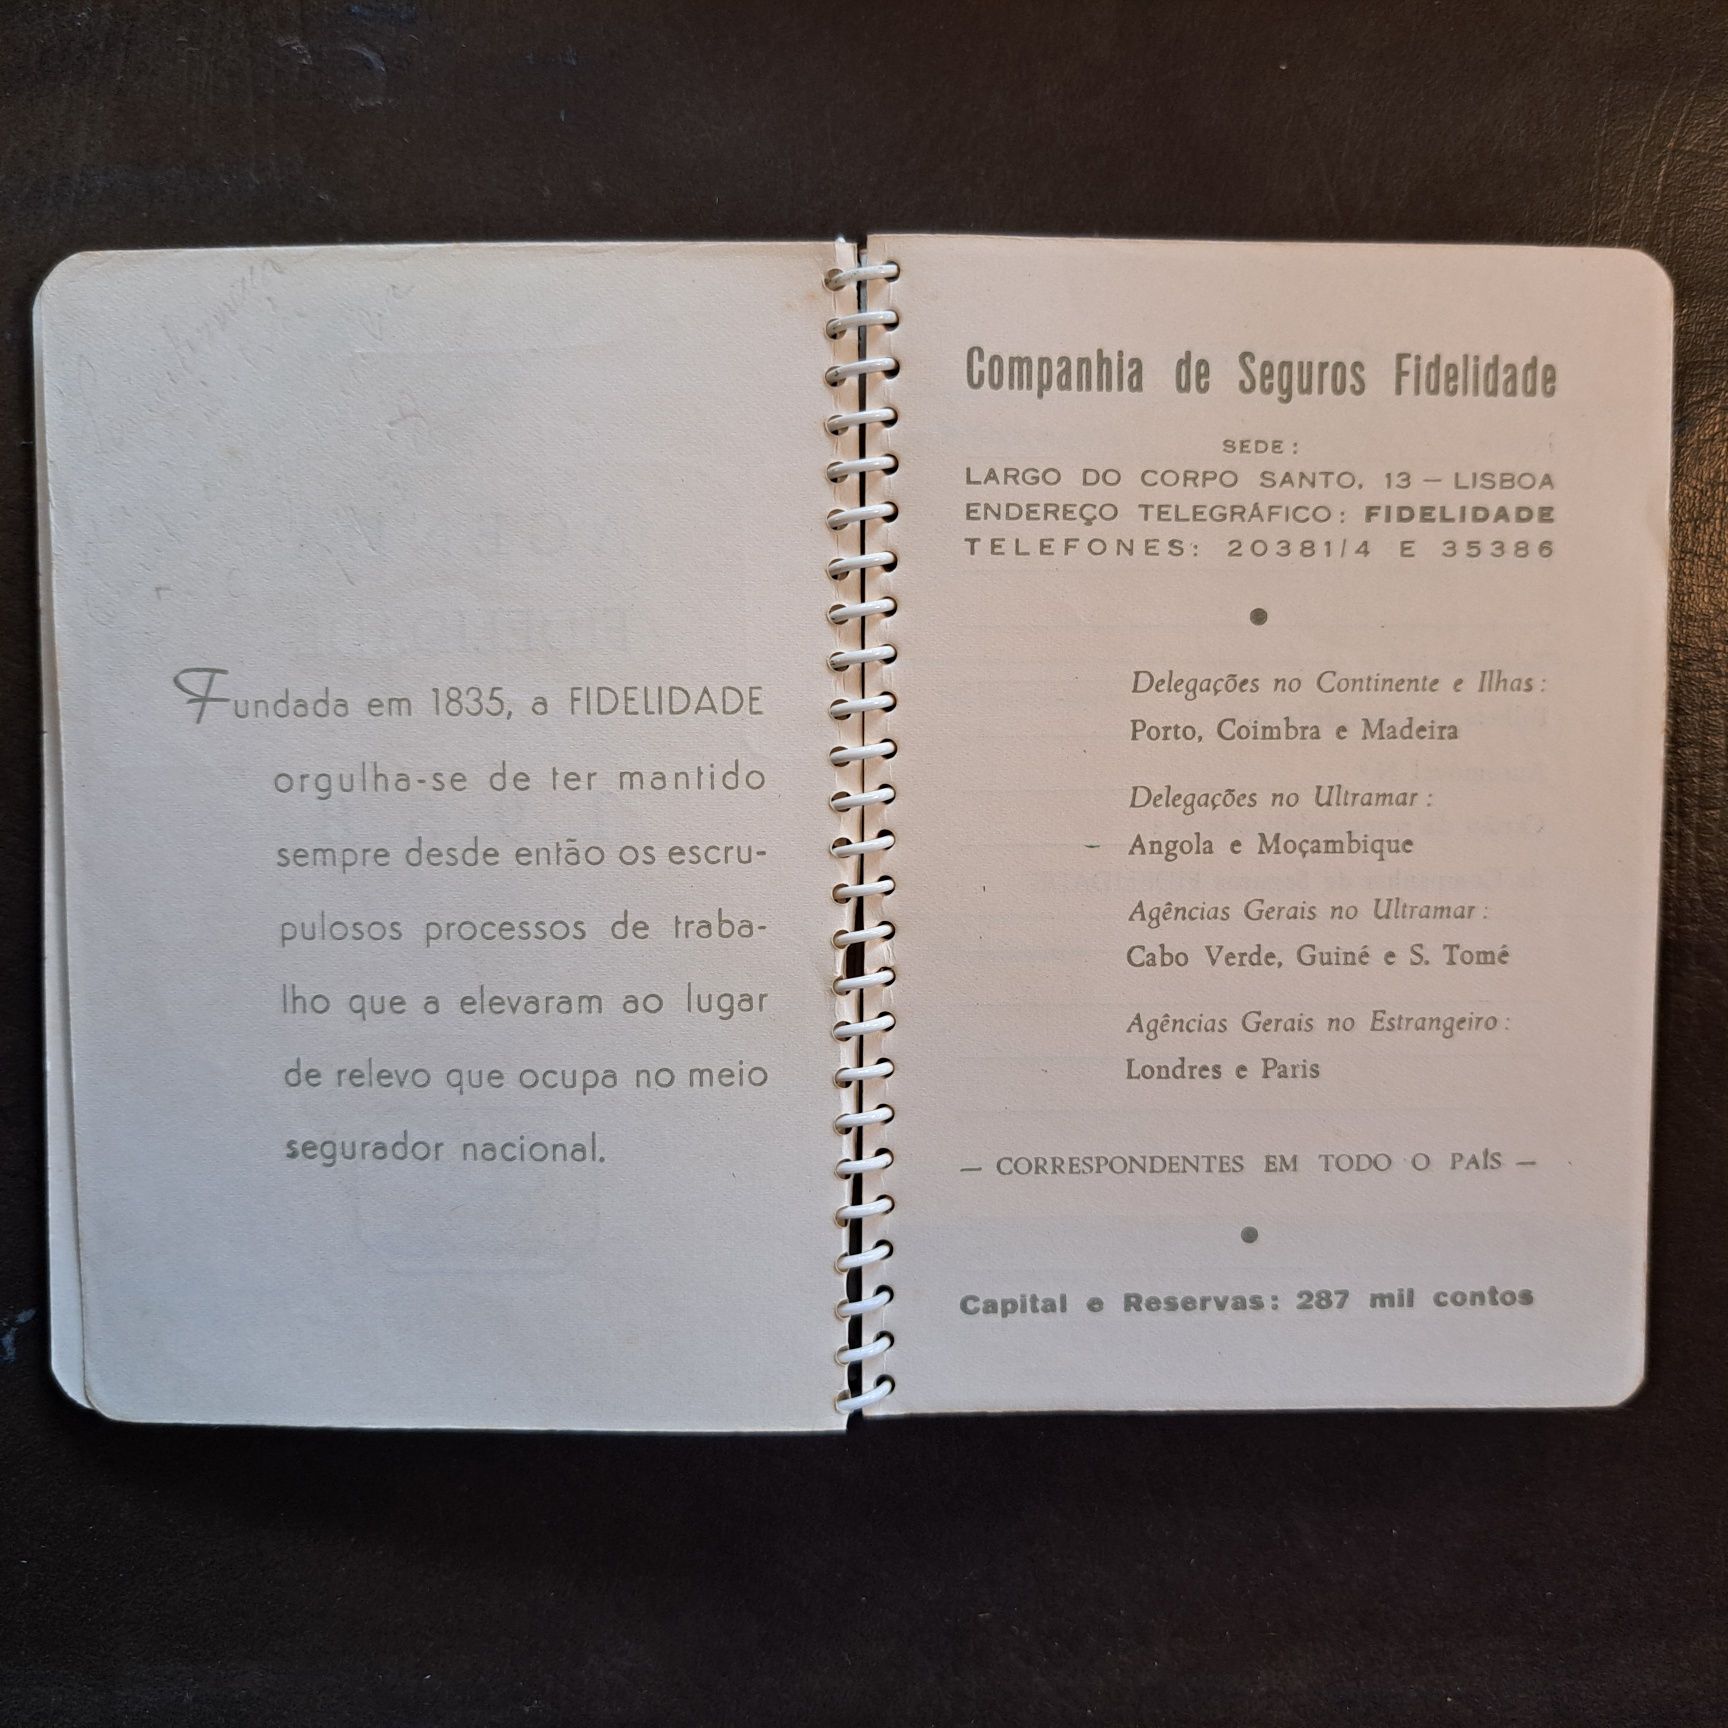 Fundada em 1835, a FIDELIDADE
orgulha-se de ter mantido
sempre desde então os escru-
pulosos processos de traba-
lho que a elevaram ao lugar
de relevo que ocupa no meio
segurador nacional.
Companhia de Seguros Fidelidade
SEDE:
LARGO DO CORPO SANTO, 13 — LISBOA
ENDEREÇO TELEGRÁFICO: FIDELIDADE
TELEFONES: 20381/4 E 35386
Delegações no Continente e Ilhas:
Porto, Coimbra e Madeira
Delegações no Ultramar:
Angola e Moçambique
Agências Gerais no Ultramar:
Cabo Verde, Guiné e S. Tomé
Agências Gerais no Estrangeiro:
Londres e Paris
— CORRESPONDENTES EM TODO O PAÍS —
Capital e Reservas: 287 mil contos